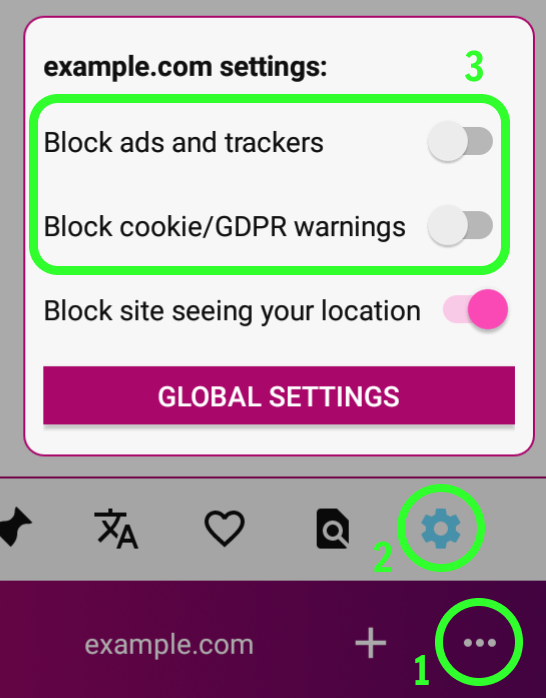 example.com settings:
3
Block ads and trackers
Block cookie/GDPR warnings
Block site seeing your location
GLOBAL SETTINGS
2
example.com
1